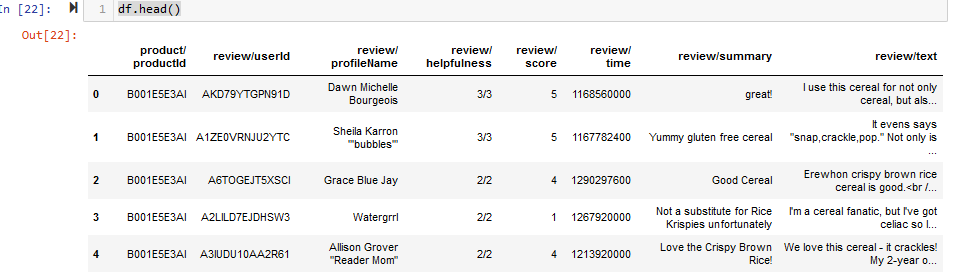 In [22]: 1 df.head()
Out[22]:
product/productId review/userId review/profileName review/helpfulness review/score review/time review/summary review/text
0 B001E5E3AI AKD79YTGPN91D Dawn Michelle Bourgeois 3/3 5 1168560000 great! I use this cereal for not only cereal, but als...
1 B001E5E3AI A1ZE0VRNJU2YTC Sheila Karron "'bubbles'" 3/3 5 1167782400 Yummy gluten free cereal It evens says "snap,crackle,pop." Not only is ...
2 B001E5E3AI A6TOGEJT5XSCI Grace Blue Jay 2/2 4 1290297600 Good Cereal Erewhon crispy brown rice cereal is good.<br /...
3 B001E5E3AI A2LILD7EJDHSW3 Watergrrl 2/2 1 1267920000 Not a substitute for Rice Krispies unfortunately I'm a cereal fanatic, but I've got celiac so I...
4 B001E5E3AI A3IUDU10AA2R61 Allison Grover "Reader Mom" 2/2 4 1213920000 Love the Crispy Brown Rice! We love this cereal - it crackles! My 2-year o...